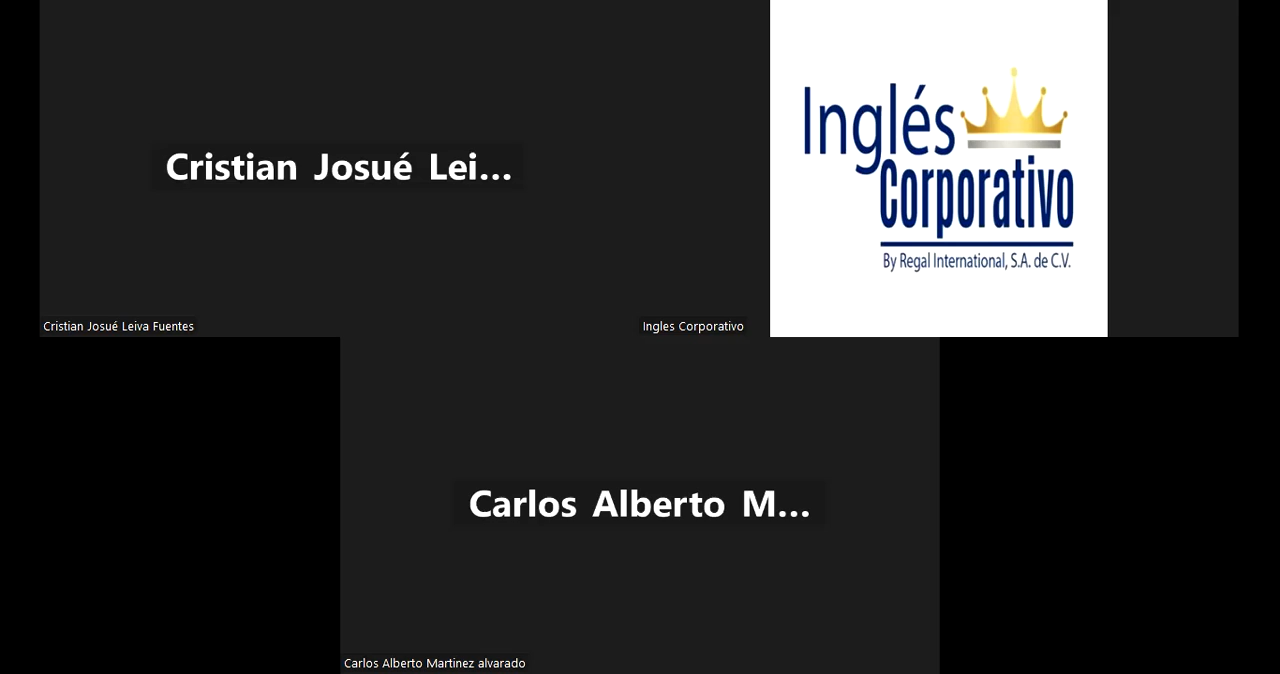 Cristian Josué Lei...
Cristian Josué Leiva Fuentes
Inglés
Corporativo
By Regal International, S.A. de C.V.
Ingles Corporativo
Carlos Alberto M...
Carlos Alberto Martinez alvarado